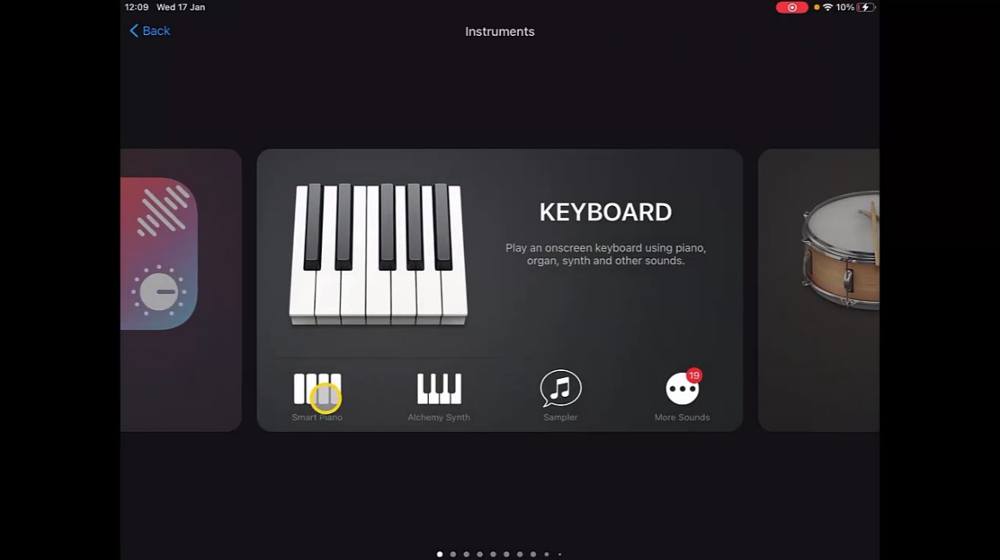 12:09 Wed 17 Jan
10%
Back
Instruments
KEYBOARD
Play an onscreen keyboard using piano,
organ, synth and other sounds.
19
Smart Piano
Alchemy Synth
Sampler
More Sounds